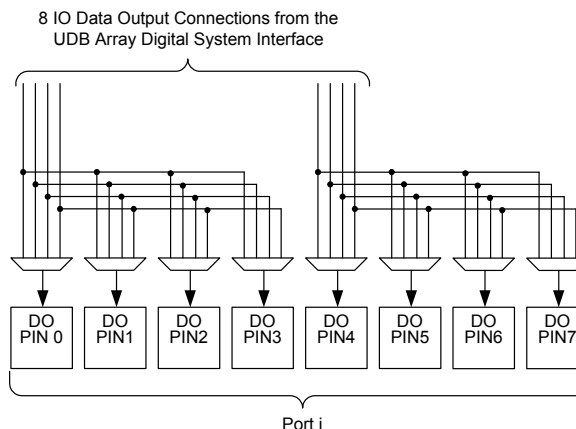 8 IO Data Output Connections from the
UDB Array Digital System Interface
DO
PIN 0
DO
PIN1
DO
PIN2
DO
PIN3
DO
PIN4
DO
PIN5
DO
PIN6
DO
PIN7
Port i